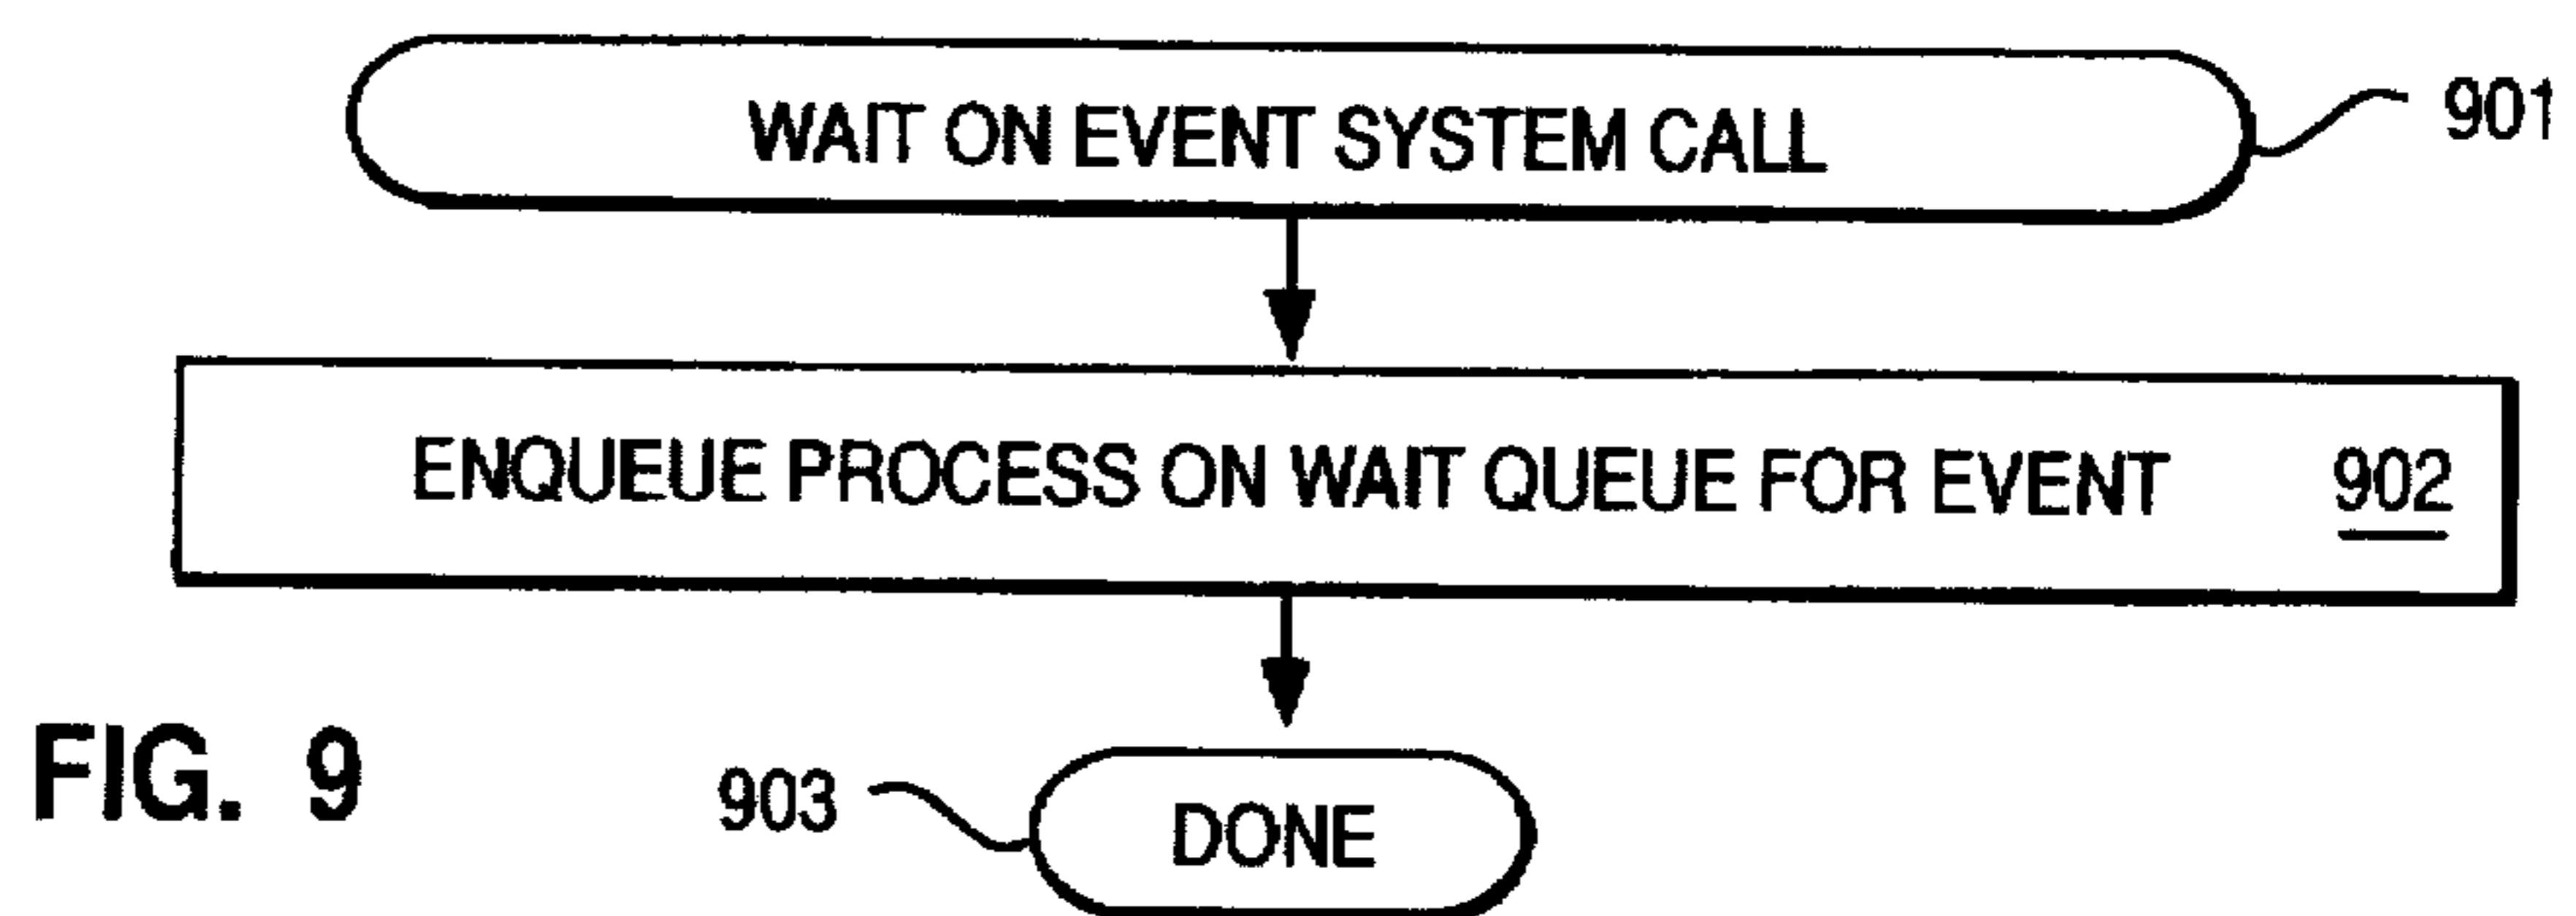 WAIT ON EVENT SYSTEM CALL
901
ENQUEUE PROCESS ON WAIT QUEUE FOR EVENT 902
FIG. 9
903
DONE